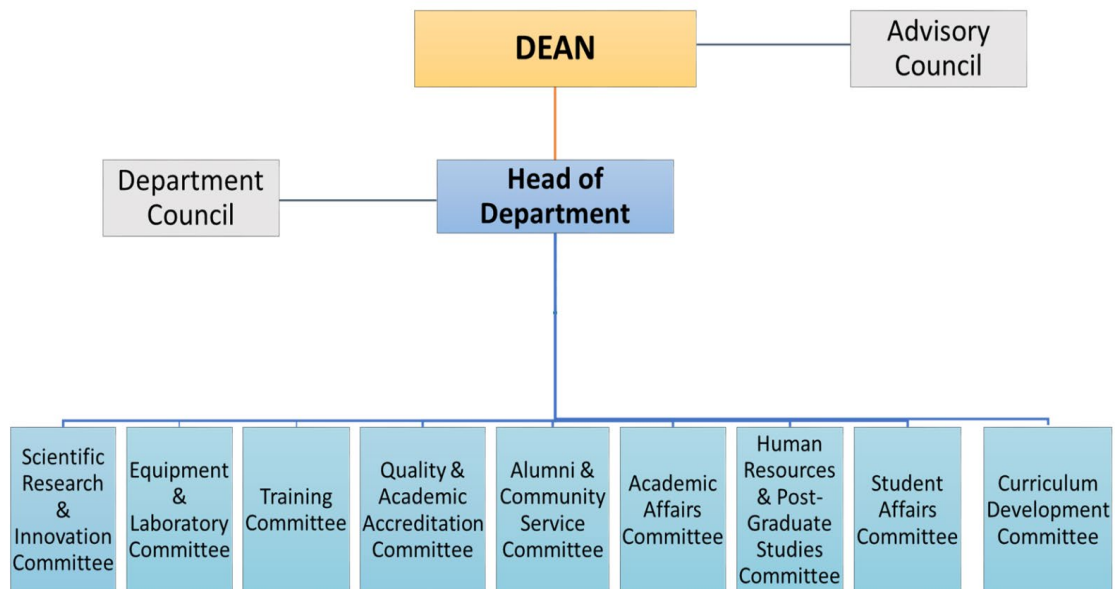 DEAN
Advisory
Council
Department
Council
Head of
Department
Scientific
Research
&
Innovation
Committee
Equipment
&
Laboratory
Committee
Training
Committee
Quality &
Academic
Accreditation
Committee
Alumni &
Community
Service
Committee
Academic
Affairs
Committee
Human
Resources
& Post-
Graduate
Studies
Committee
Student
Affairs
Committee
Curriculum
Development
Committee